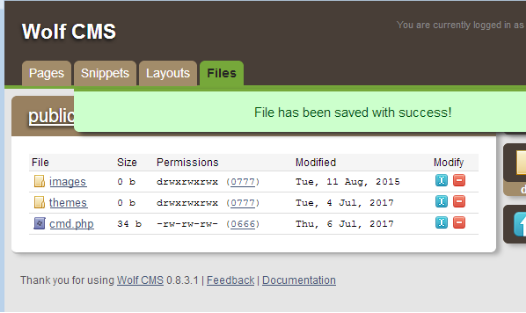 Wolf CMS
You are currently logged in as
Pages Snippets Layouts Files
public
File has been saved with success!
File Size Permissions Modified Modify
images 0 b drwxrwxrwx (0777) Tue, 11 Aug, 2015
themes 0 b drwxrwxrwx (0777) Tue, 4 Jul, 2017
cmd.php 34 b -rw-rw-rw- (0666) Thu, 6 Jul, 2017
Thank you for using Wolf CMS 0.8.3.1 | Feedback | Documentation